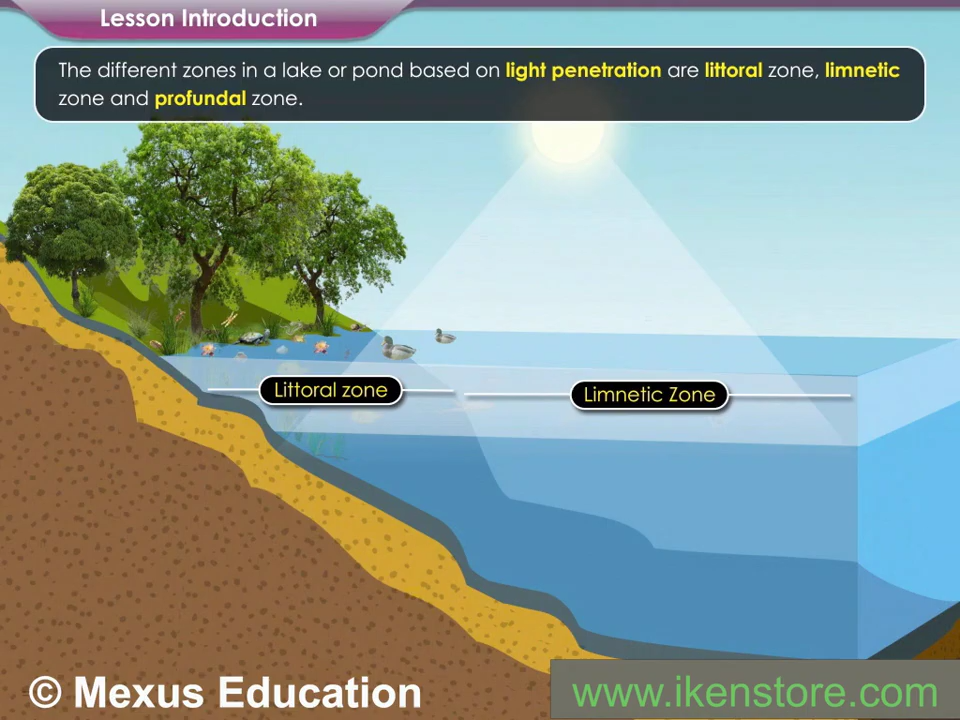 Lesson Introduction
The different zones in a lake or pond based on light penetration are littoral zone, limnetic
zone and profundal zone.
Littoral zone
Limnetic Zone
© Mexus Education
www.ikenstore.com